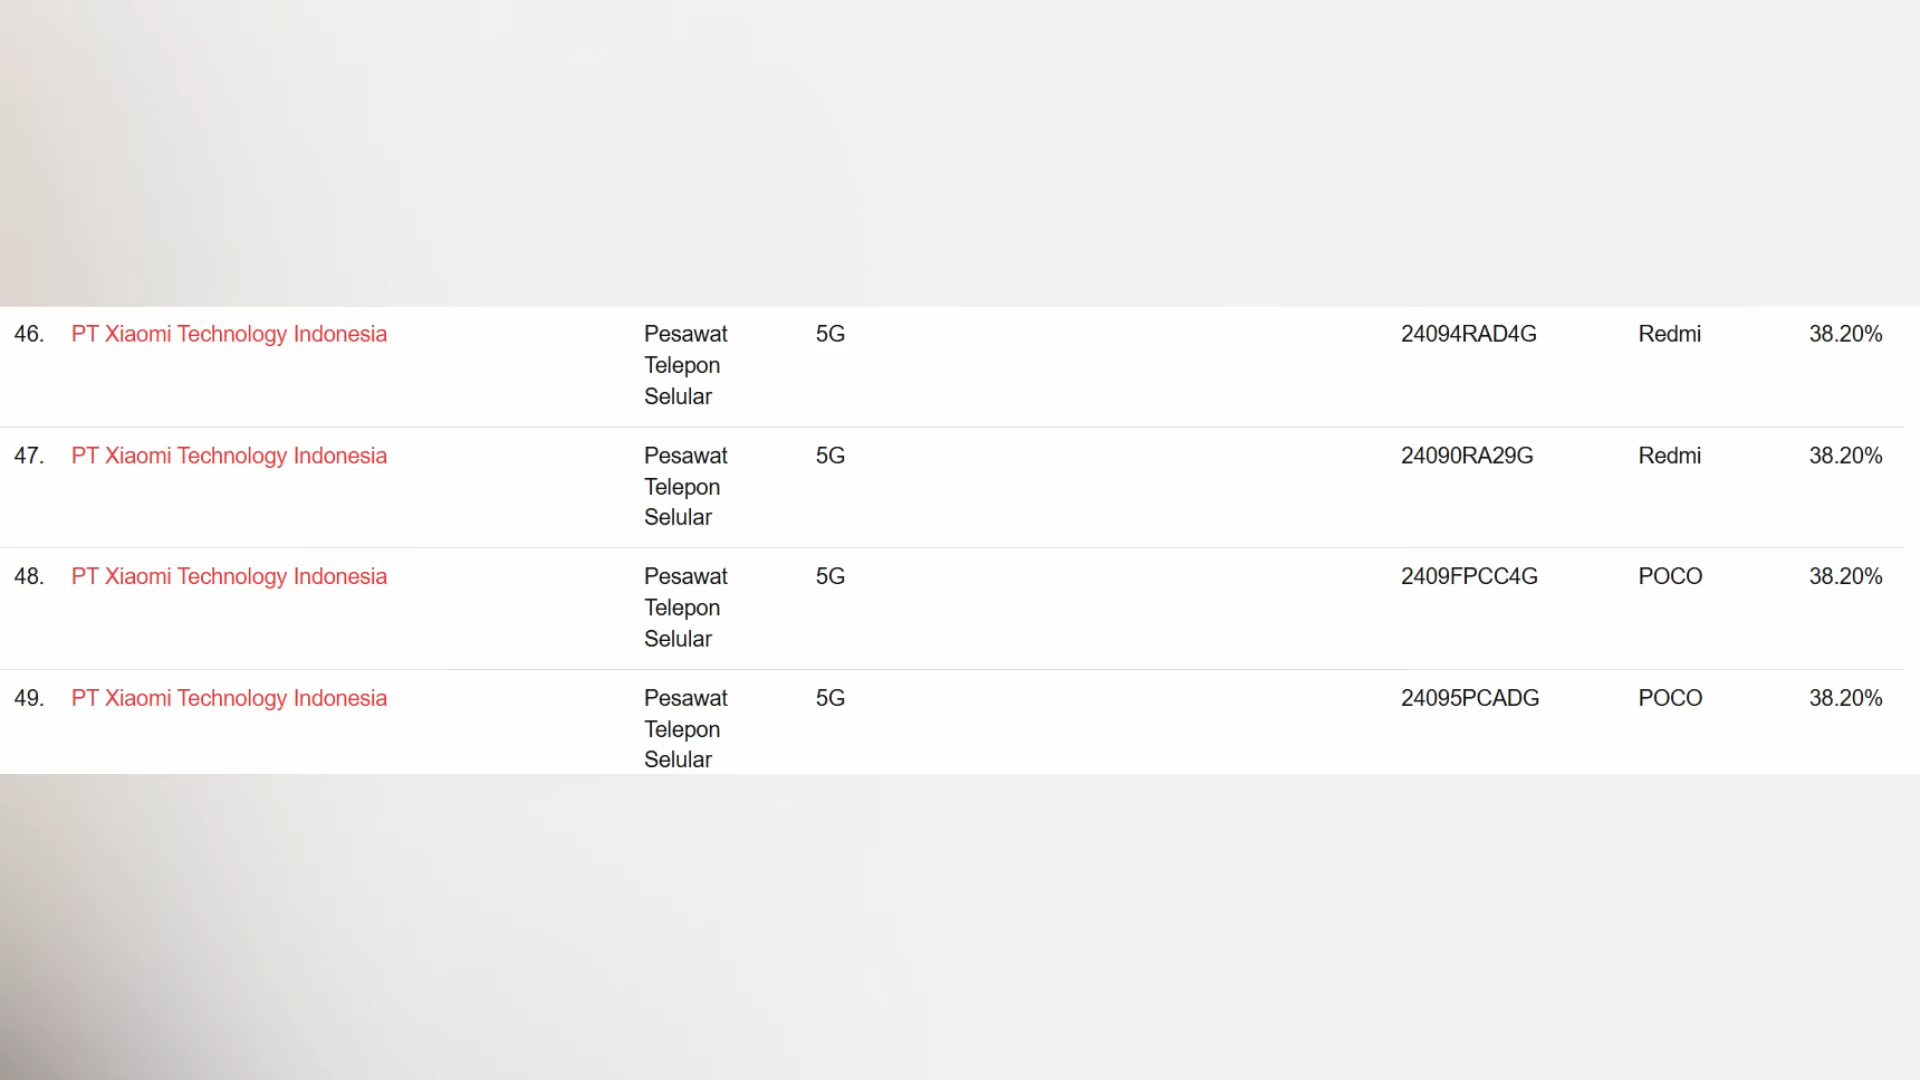 46. PT Xiaomi Technology Indonesia Pesawat 5G 24094RAD4G Redmi 38.20%
Telepon
Selular
47. PT Xiaomi Technology Indonesia Pesawat 5G 24090RA29G Redmi 38.20%
Telepon
Selular
48. PT Xiaomi Technology Indonesia Pesawat 5G 2409FPCC4G POCO 38.20%
Telepon
Selular
49. PT Xiaomi Technology Indonesia Pesawat 5G 24095PCADG POCO 38.20%
Telepon
Selular